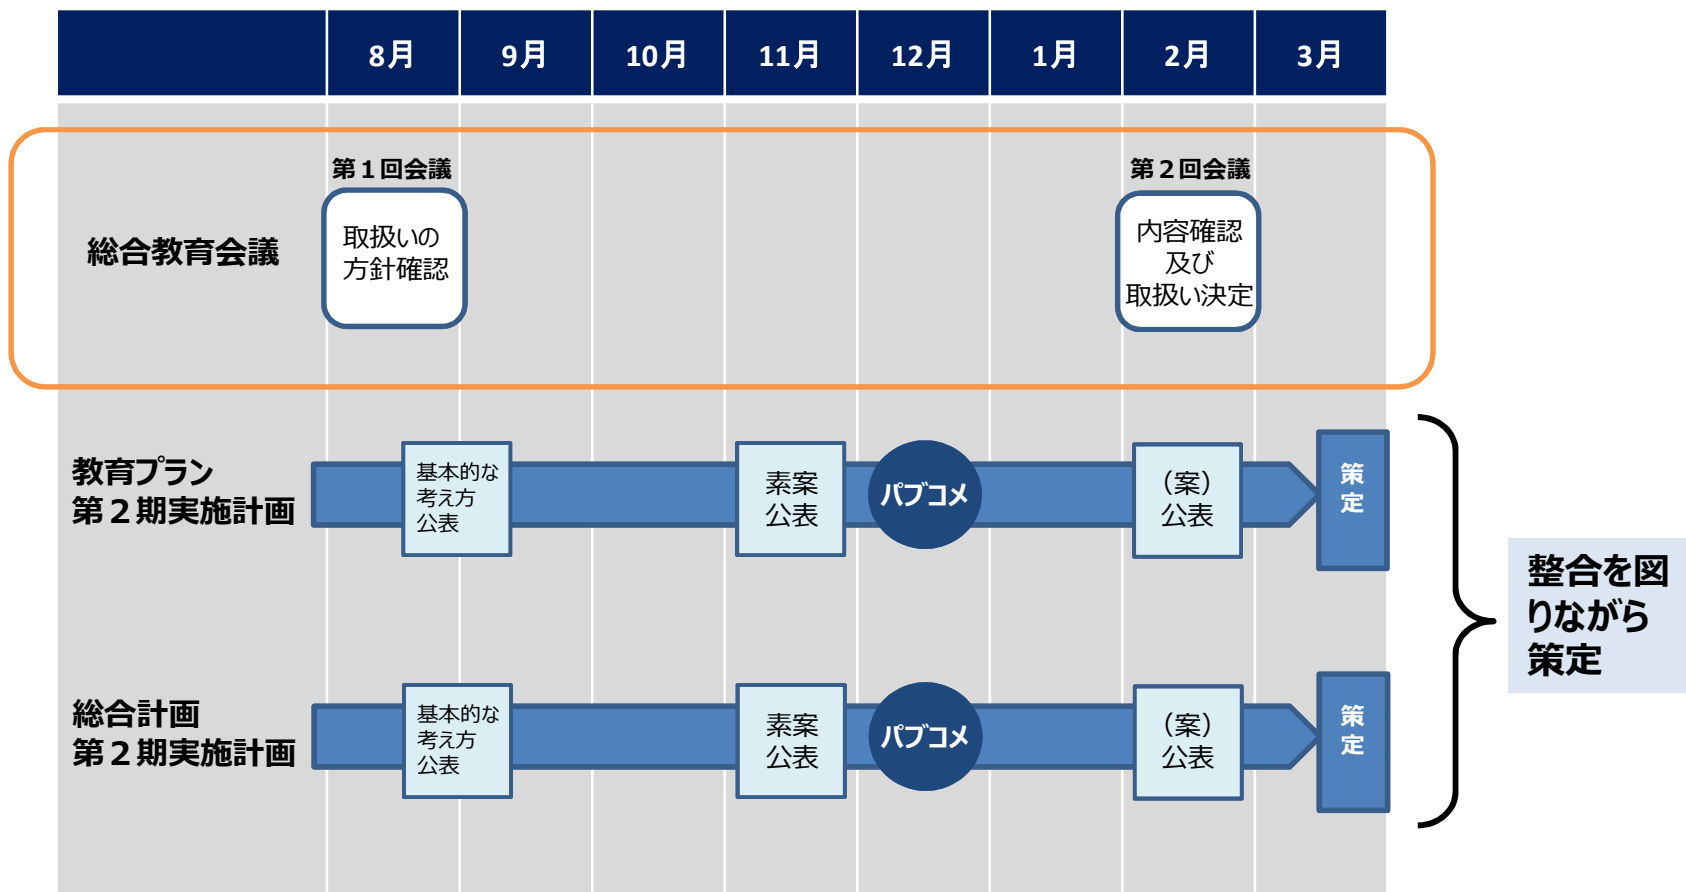 8月
9月
10月
11月
12月
1月
2月
3月
総合教育会議
第１回会議
取扱いの
方針確認
第２回会議
内容確認
及び
取扱い決定
教育プラン
第２期実施計画
基本的な
考え方
公表
素案
公表
パブコメ
（案）
公表
策
定
総合計画
第２期実施計画
基本的な
考え方
公表
素案
公表
パブコメ
（案）
公表
策
定
整合を図
りながら
策定